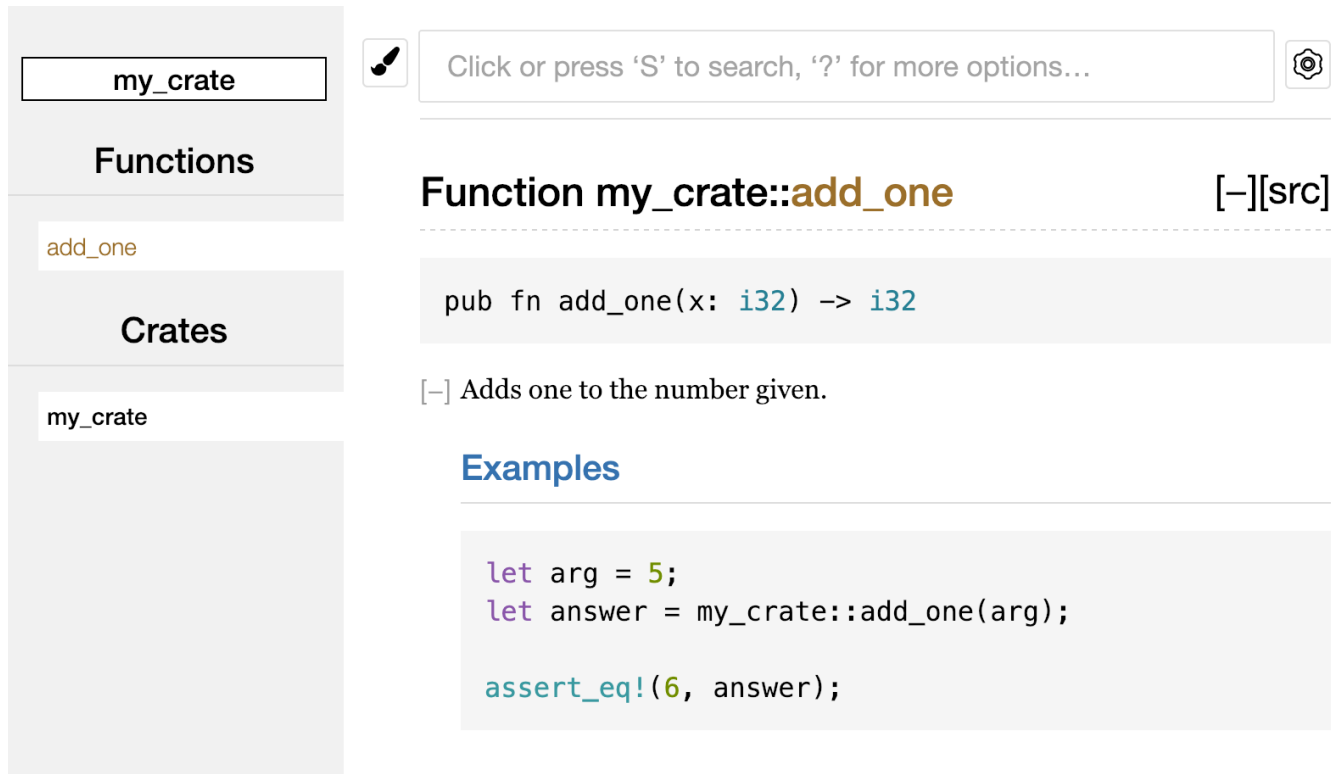 my_crate
Functions
add_one
Crates
my_crate
Click or press ‘S’ to search, ‘?’ for more options…
Function my_crate::add_one [−][src]
pub fn add_one(x: i32) -> i32
[−] Adds one to the number given.
Examples
let arg = 5;
let answer = my_crate::add_one(arg);
assert_eq!(6, answer);